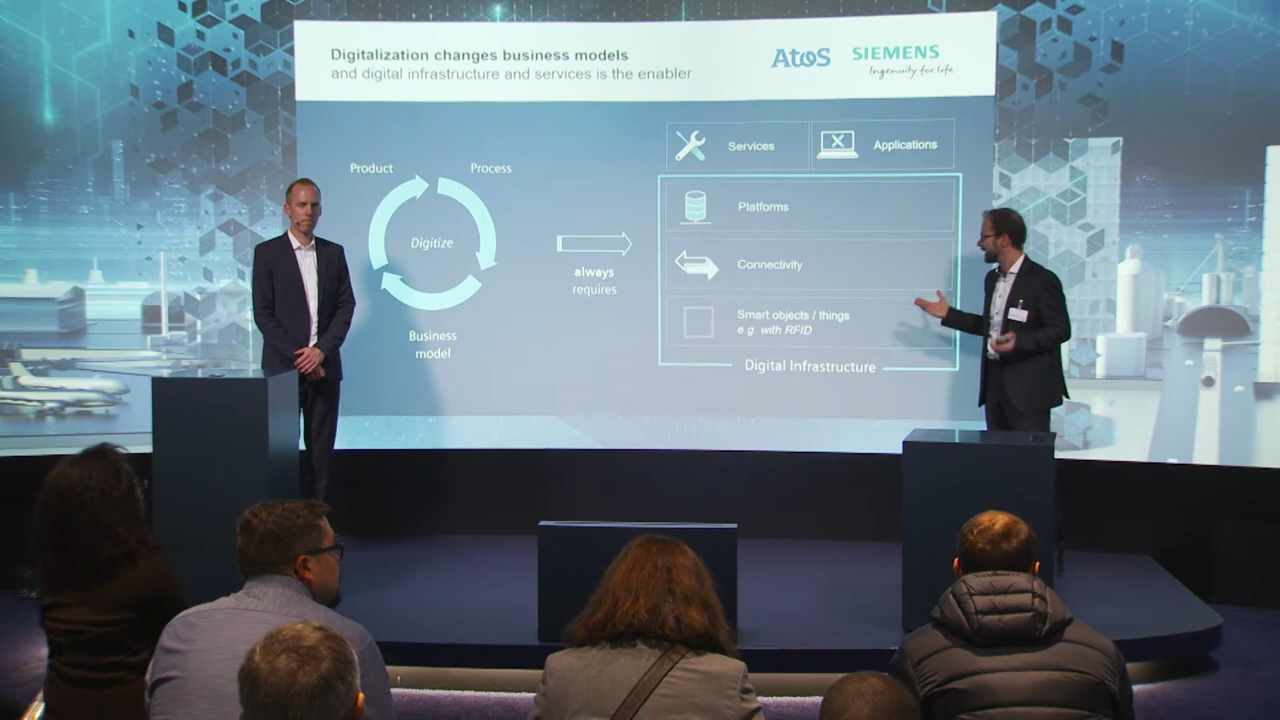 Digitalization changes business models
and digital infrastructure and services is the enabler
Atos
SIEMENS
Ingenuity for life
Product
Process
Digitize
Business
model
always
requires
Services
Applications
Platforms
Connectivity
Smart objects / things
e.g. with RFID
Digital Infrastructure